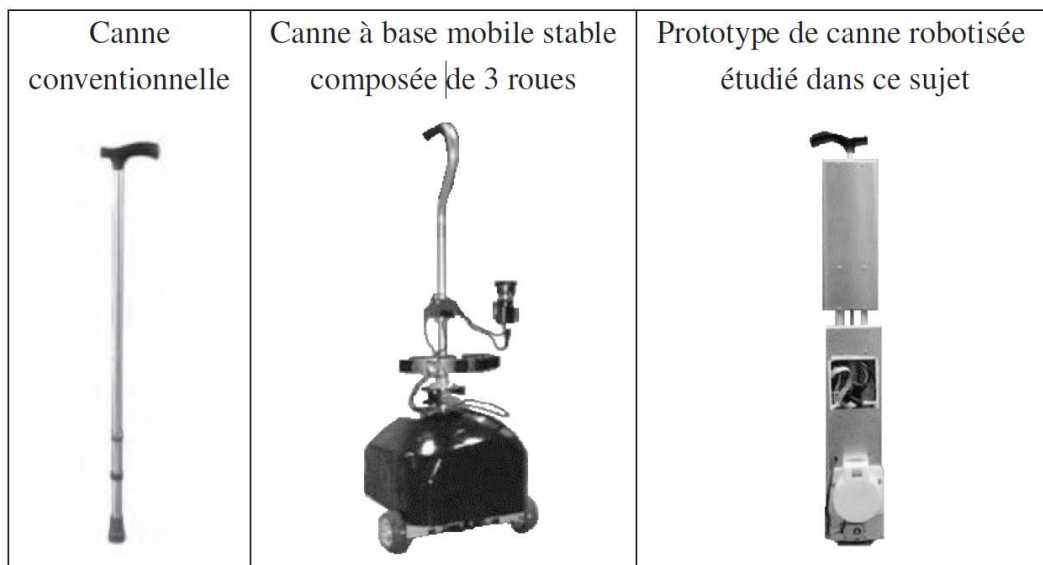 Canne
conventionnelle
Canne à base mobile stable
composée de 3 roues
Prototype de canne robotisée
étudié dans ce sujet